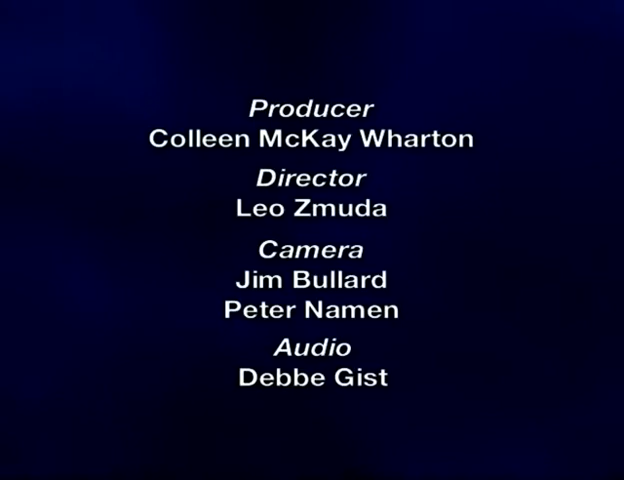 Producer
Colleen McKay Wharton
Director
Leo Zmuda
Camera
Jim Bullard
Peter Namen
Audio
Debbe Gist